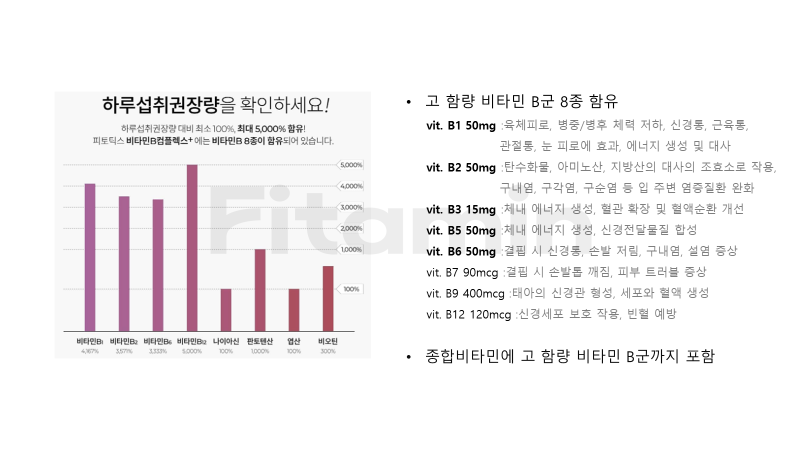 하루섭취권장량을 확인하세요!
하루섭취권장량 대비 최소 100%, 최대 5,000% 함유!
피토틱스 비타민B컴플렉스+ 에는 비타민B 8종이 함유되어 있습니다.
5,000%
4,000%
3,000%
2,000%
1,000%
100%
비타민B1 비타민B2 비타민B6 비타민B12 나이아신 판토텐산 엽산 비오틴
4,167% 3,571% 3,333% 5,000% 100% 1,000% 100% 300%
Fitamin
• 고 함량 비타민 B군 8종 함유
vit. B1 50mg :육체피로, 병중/병후 체력 저하, 신경통, 근육통,
관절통, 눈 피로에 효과, 에너지 생성 및 대사
vit. B2 50mg :탄수화물, 아미노산, 지방산의 대사의 조효소로 작용,
구내염, 구각염, 구순염 등 입 주변 염증질환 완화
vit. B3 15mg :체내 에너지 생성, 혈관 확장 및 혈액순환 개선
vit. B5 50mg :체내 에너지 생성, 신경전달물질 합성
vit. B6 50mg :결핍 시 신경통, 손발 저림, 구내염, 설염 증상
vit. B7 90mcg :결핍 시 손발톱 깨짐, 피부 트러블 증상
vit. B9 400mcg :태아의 신경관 형성, 세포와 혈액 생성
vit. B12 120mcg :신경세포 보호 작용, 빈혈 예방
• 종합비타민에 고 함량 비타민 B군까지 포함